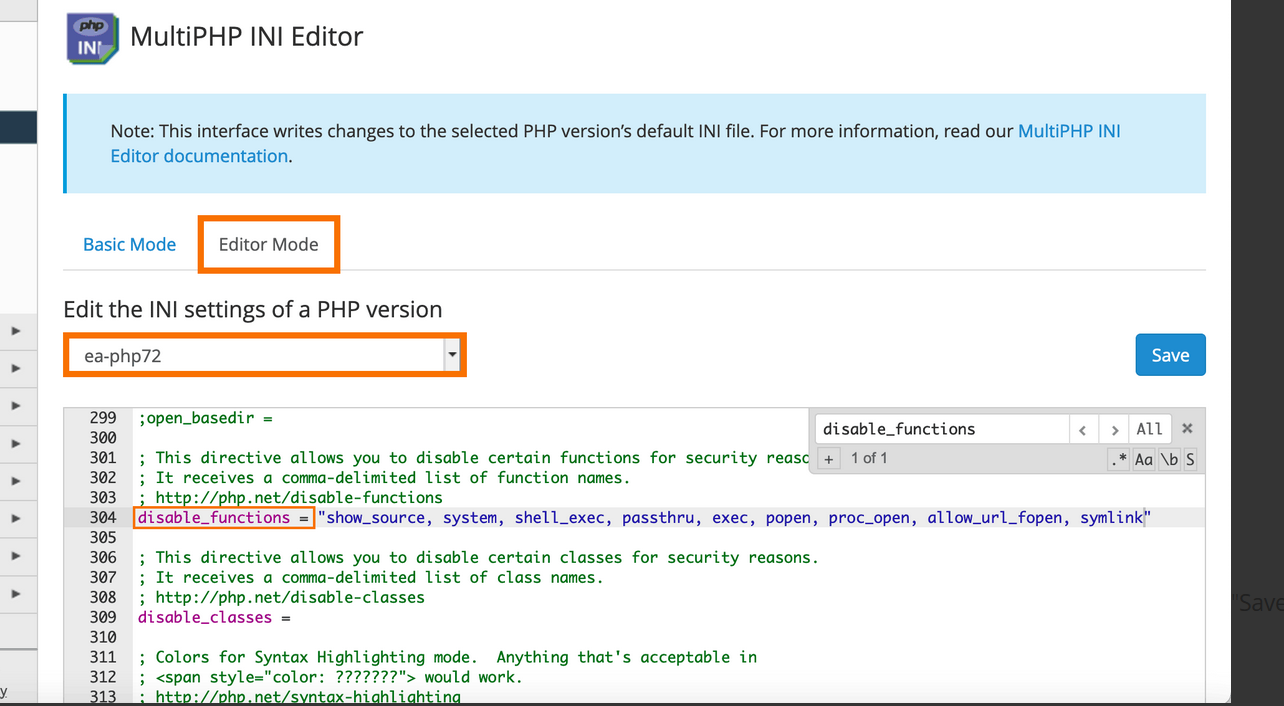 php
INI
MultiPHP INI Editor
Note: This interface writes changes to the selected PHP version’s default INI file. For more information, read our MultiPHP INI
Editor documentation.
Basic Mode
Editor Mode
Edit the INI settings of a PHP version
ea-php72
Save
disable_functions
All
+ 1 of 1
.* Aa \b S
299 ;open_basedir =
300
301 ; This directive allows you to disable certain functions for security reasc
302 ; It receives a comma-delimited list of function names.
303 ; http://php.net/disable-functions
304 disable_functions = "show_source, system, shell_exec, passthru, exec, popen, proc_open, allow_url_fopen, symlink"
305
306 ; This directive allows you to disable certain classes for security reasons.
307 ; It receives a comma-delimited list of class names.
308 ; http://php.net/disable-classes
309 disable_classes =
310
311 ; Colors for Syntax Highlighting mode.  Anything that's acceptable in
312 ; <span style="color: ???????"> would work.
313 ; http://php.net/syntax-highlighting
"Save
y